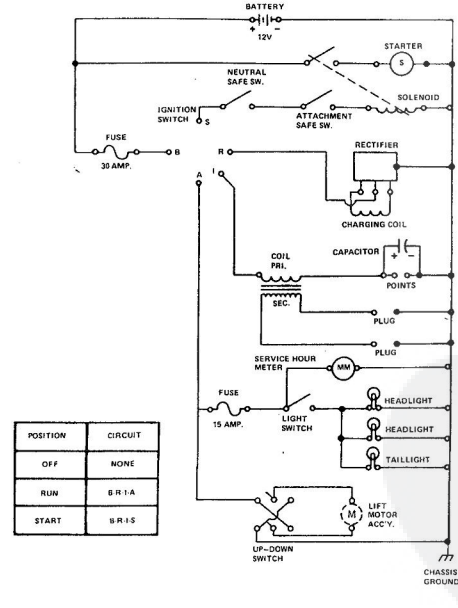 BATTERY
+ −
12V
STARTER
S
NEUTRAL
SAFE SW.
SOLENOID
IGNITION
SWITCH
S
ATTACHMENT
SAFE SW.
FUSE
30 AMP.
B
R
I
A
RECTIFIER
CHARGING COIL
COIL
PRI.
SEC.
CAPACITOR
+ −
POINTS
PLUG
PLUG
SERVICE HOUR
METER
MM
FUSE
15 AMP.
LIGHT
SWITCH
HEADLIGHT
HEADLIGHT
TAILLIGHT
POSITION CIRCUIT
OFF NONE
RUN B-R-I-A
START B-R-I-S
M
LIFT
MOTOR
ACC'Y.
UP-DOWN
SWITCH
CHASSIS
GROUND